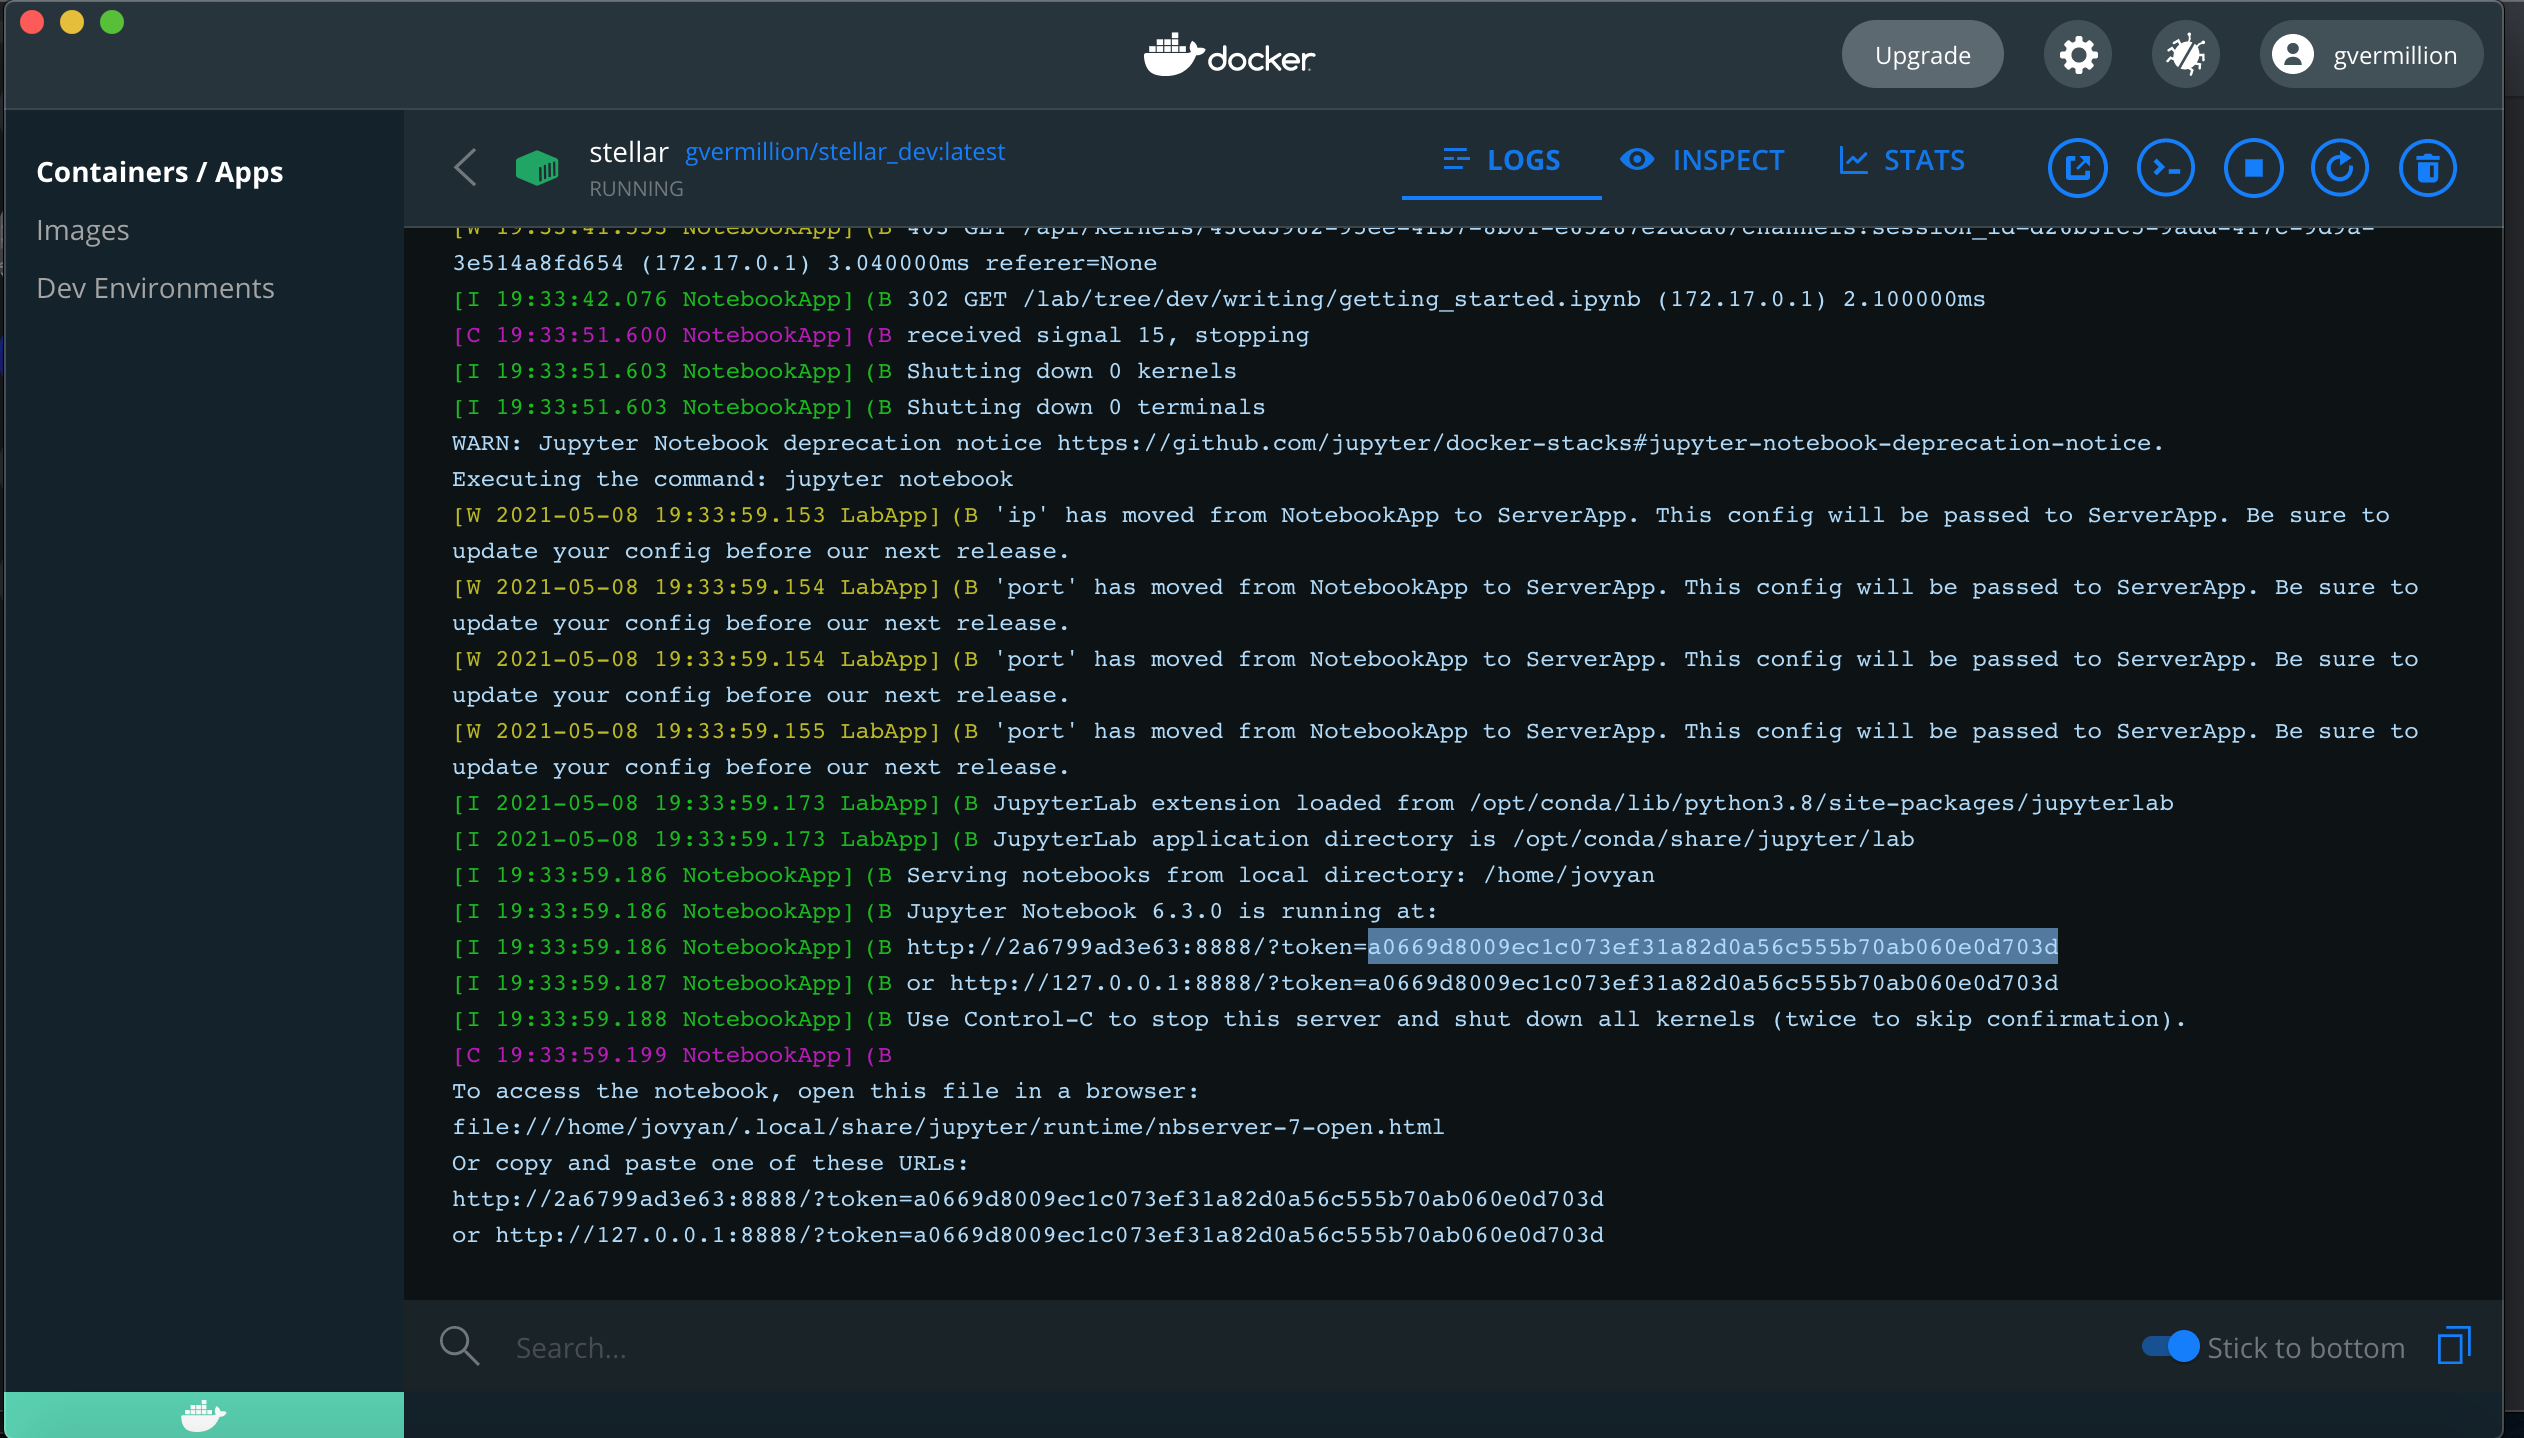 docker
Upgrade
gvermillion
Containers / Apps
Images
Dev Environments
stellar gvermillion/stellar_dev:latest
RUNNING
LOGS
INSPECT
STATS
3e514a8fd654 (172.17.0.1) 3.040000ms referer=None
[I 19:33:42.076 NotebookApp] (B 302 GET /lab/tree/dev/writing/getting_started.ipynb (172.17.0.1) 2.100000ms
[C 19:33:51.600 NotebookApp] (B received signal 15, stopping
[I 19:33:51.603 NotebookApp] (B Shutting down 0 kernels
[I 19:33:51.603 NotebookApp] (B Shutting down 0 terminals
WARN: Jupyter Notebook deprecation notice https://github.com/jupyter/docker-stacks#jupyter-notebook-deprecation-notice.
Executing the command: jupyter notebook
[W 2021-05-08 19:33:59.153 LabApp] (B 'ip' has moved from NotebookApp to ServerApp. This config will be passed to ServerApp. Be sure to
update your config before our next release.
[W 2021-05-08 19:33:59.154 LabApp] (B 'port' has moved from NotebookApp to ServerApp. This config will be passed to ServerApp. Be sure to
update your config before our next release.
[W 2021-05-08 19:33:59.154 LabApp] (B 'port' has moved from NotebookApp to ServerApp. This config will be passed to ServerApp. Be sure to
update your config before our next release.
[W 2021-05-08 19:33:59.155 LabApp] (B 'port' has moved from NotebookApp to ServerApp. This config will be passed to ServerApp. Be sure to
update your config before our next release.
[I 2021-05-08 19:33:59.173 LabApp] (B JupyterLab extension loaded from /opt/conda/lib/python3.8/site-packages/jupyterlab
[I 2021-05-08 19:33:59.173 LabApp] (B JupyterLab application directory is /opt/conda/share/jupyter/lab
[I 19:33:59.186 NotebookApp] (B Serving notebooks from local directory: /home/jovyan
[I 19:33:59.186 NotebookApp] (B Jupyter Notebook 6.3.0 is running at:
[I 19:33:59.186 NotebookApp] (B http://2a6799ad3e63:8888/?token=a0669d8009ec1c073ef31a82d0a56c555b70ab060e0d703d
[I 19:33:59.187 NotebookApp] (B or http://127.0.0.1:8888/?token=a0669d8009ec1c073ef31a82d0a56c555b70ab060e0d703d
[I 19:33:59.188 NotebookApp] (B Use Control-C to stop this server and shut down all kernels (twice to skip confirmation).
[C 19:33:59.199 NotebookApp] (B
To access the notebook, open this file in a browser:
file:///home/jovyan/.local/share/jupyter/runtime/nbserver-7-open.html
Or copy and paste one of these URLs:
http://2a6799ad3e63:8888/?token=a0669d8009ec1c073ef31a82d0a56c555b70ab060e0d703d
or http://127.0.0.1:8888/?token=a0669d8009ec1c073ef31a82d0a56c555b70ab060e0d703d
Search...
Stick to bottom